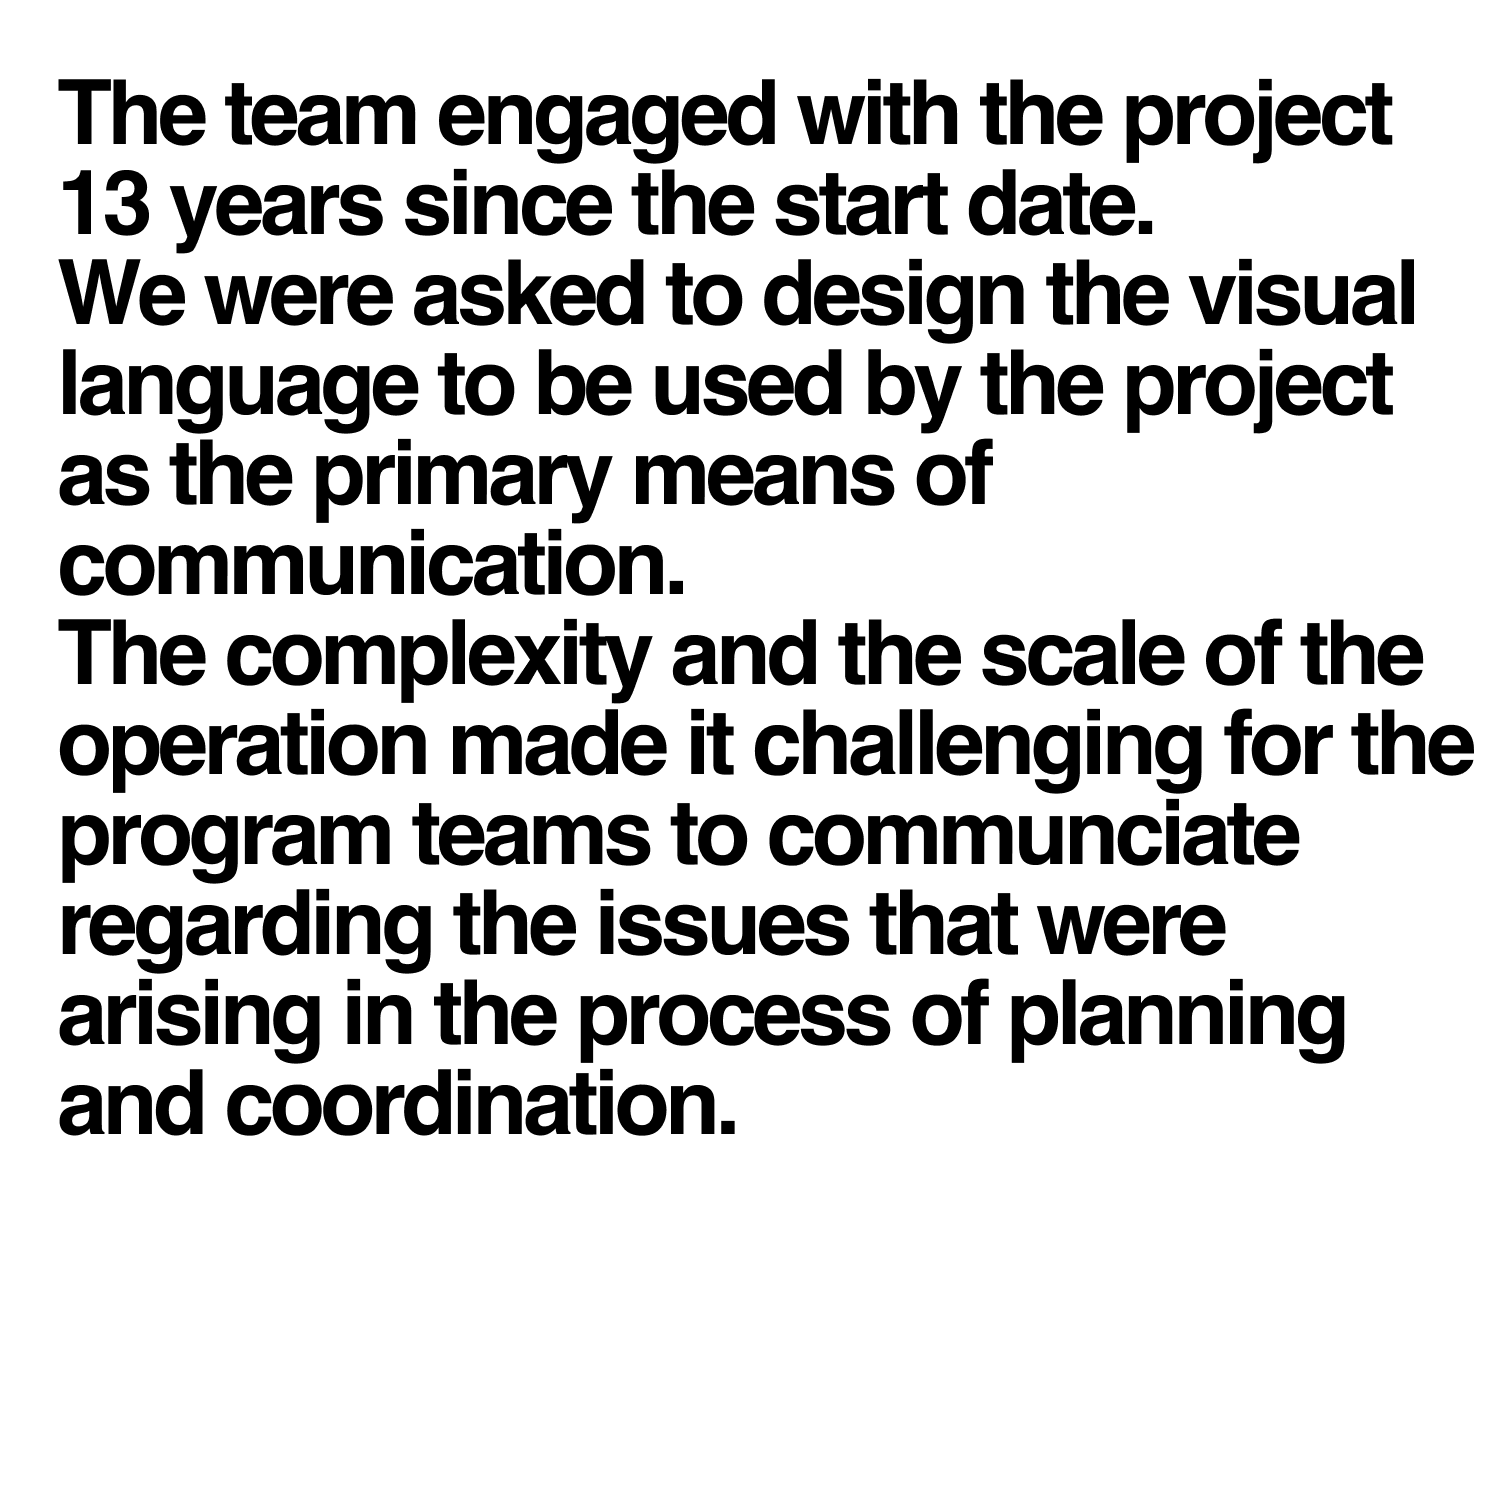 The team engaged with the project
13 years since the start date.
We were asked to design the visual
language to be used by the project
as the primary means of
communication.
The complexity and the scale of the
operation made it challenging for the
program teams to communciate
regarding the issues that were
arising in the process of planning
and coordination.